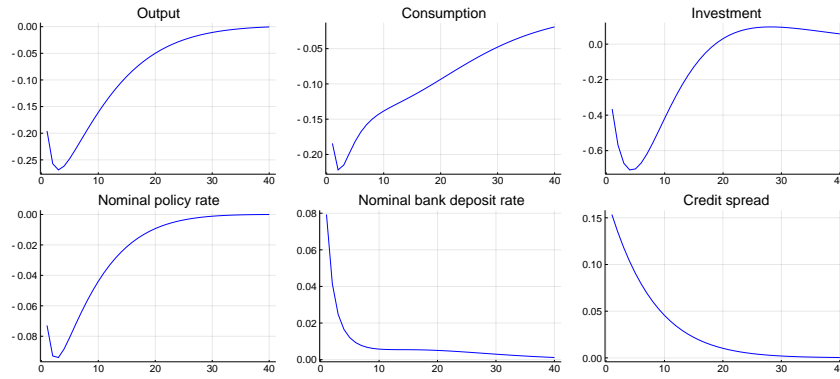 Output
Consumption
Investment
0.00
- 0.05
- 0.10
- 0.15
- 0.20
- 0.25
0 10 20 30 40
- 0.05
- 0.10
- 0.15
- 0.20
0 10 20 30 40
0.0
- 0.2
- 0.4
- 0.6
0 10 20 30 40
Nominal policy rate
Nominal bank deposit rate
Credit spread
0.00
- 0.02
- 0.04
- 0.06
- 0.08
0 10 20 30 40
0.08
0.06
0.04
0.02
0.00
0 10 20 30 40
0.15
0.10
0.05
0.00
0 10 20 30 40